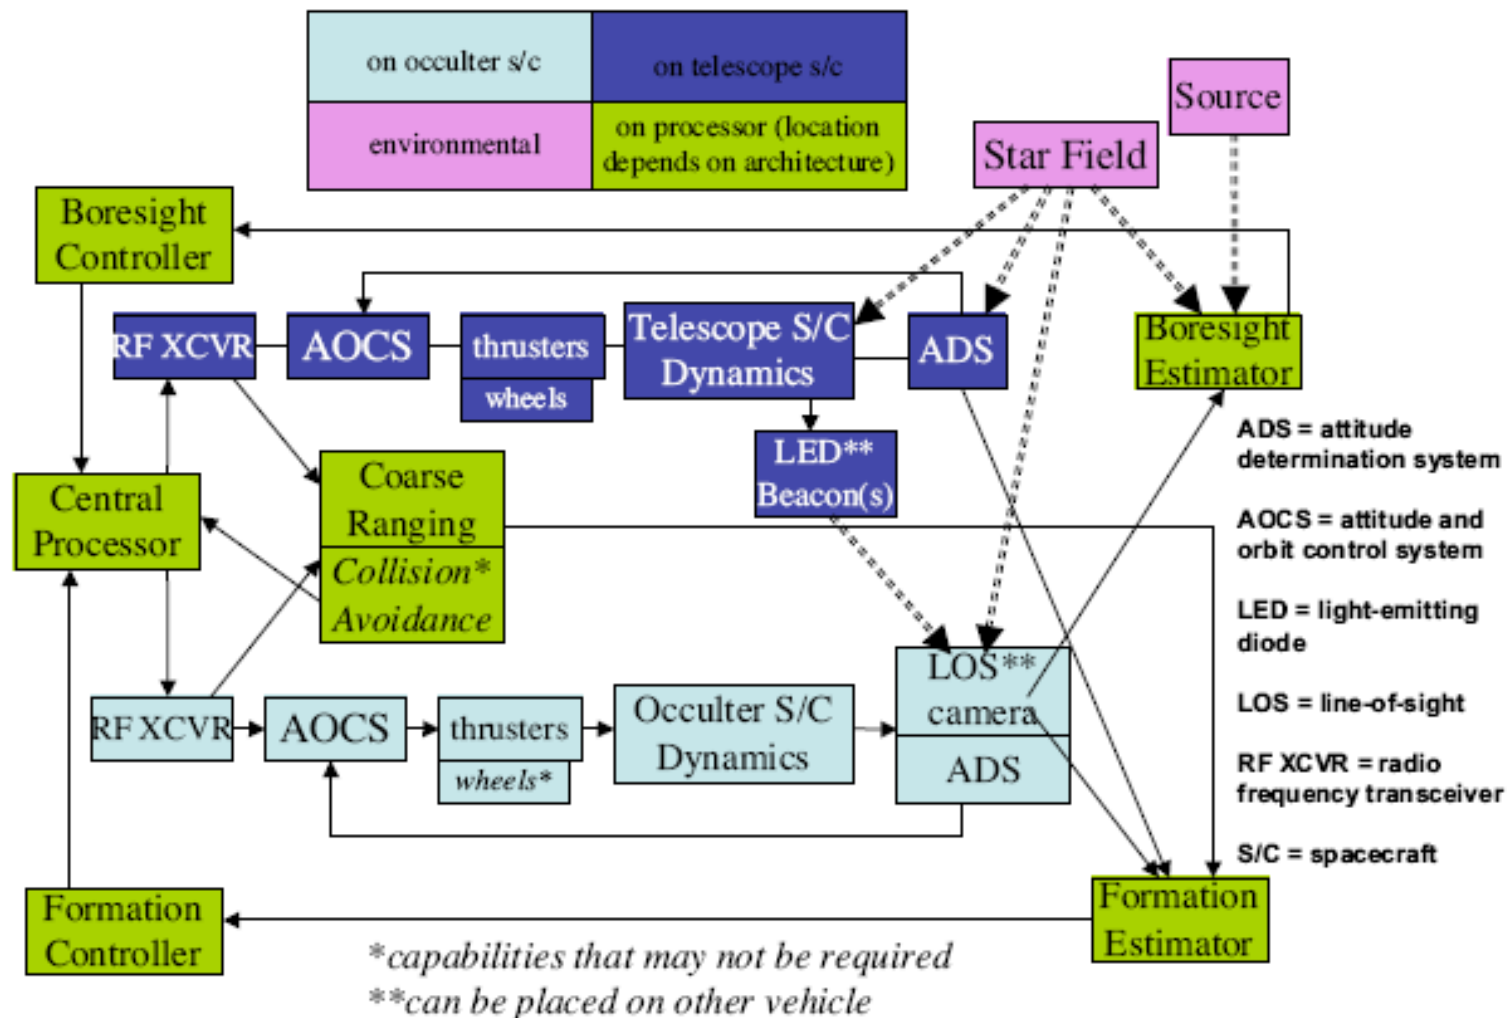 on occulter s/c
on telescope s/c
environmental
on processor (location
depends on architecture)
Source
Star Field
Boresight
Controller
RF XCVR
AOCS
thrusters
wheels
Telescope S/C
Dynamics
ADS
Boresight
Estimator
LED**
Beacon(s)
Central
Processor
Coarse
Ranging
Collision*
Avoidance
RF XCVR
AOCS
thrusters
wheels*
Occulter S/C
Dynamics
LOS**
camera
ADS
ADS = attitude
determination system
AOCS = attitude and
orbit control system
LED = light-emitting
diode
LOS = line-of-sight
RF XCVR = radio
frequency transceiver
S/C = spacecraft
Formation
Controller
Formation
Estimator
*capabilities that may not be required
**can be placed on other vehicle